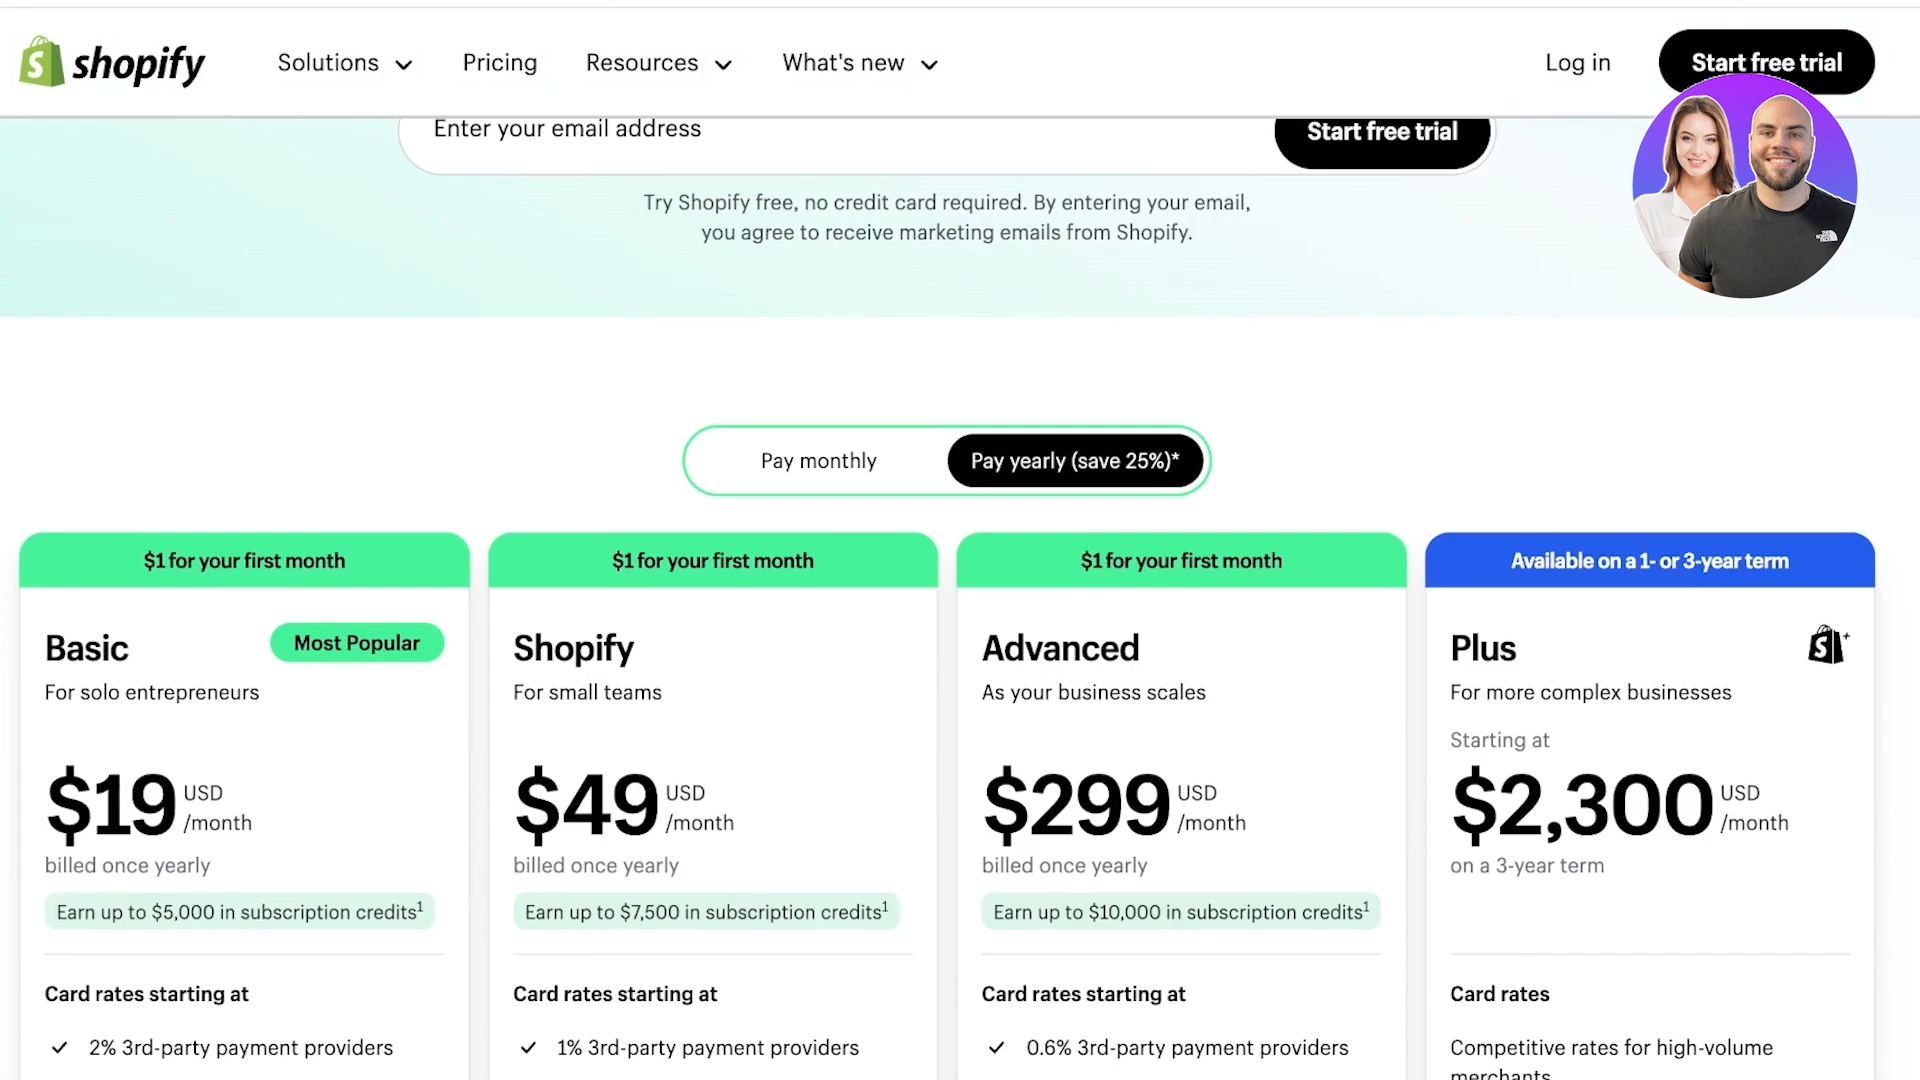 shopify
Solutions
Pricing
Resources
What's new
Log in
Start free trial
Enter your email address
Start free trial
Try Shopify free, no credit card required. By entering your email,
you agree to receive marketing emails from Shopify.
Pay monthly
Pay yearly (save 25%)*
$1 for your first month
Basic
Most Popular
For solo entrepreneurs
$19 USD
/month
billed once yearly
Earn up to $5,000 in subscription credits¹
Card rates starting at
2% 3rd-party payment providers
$1 for your first month
Shopify
For small teams
$49 USD
/month
billed once yearly
Earn up to $7,500 in subscription credits¹
Card rates starting at
1% 3rd-party payment providers
$1 for your first month
Advanced
As your business scales
$299 USD
/month
billed once yearly
Earn up to $10,000 in subscription credits¹
Card rates starting at
0.6% 3rd-party payment providers
Available on a 1- or 3-year term
Plus
For more complex businesses
Starting at
$2,300 USD
/month
on a 3-year term
Card rates
Competitive rates for high-volume
merchants